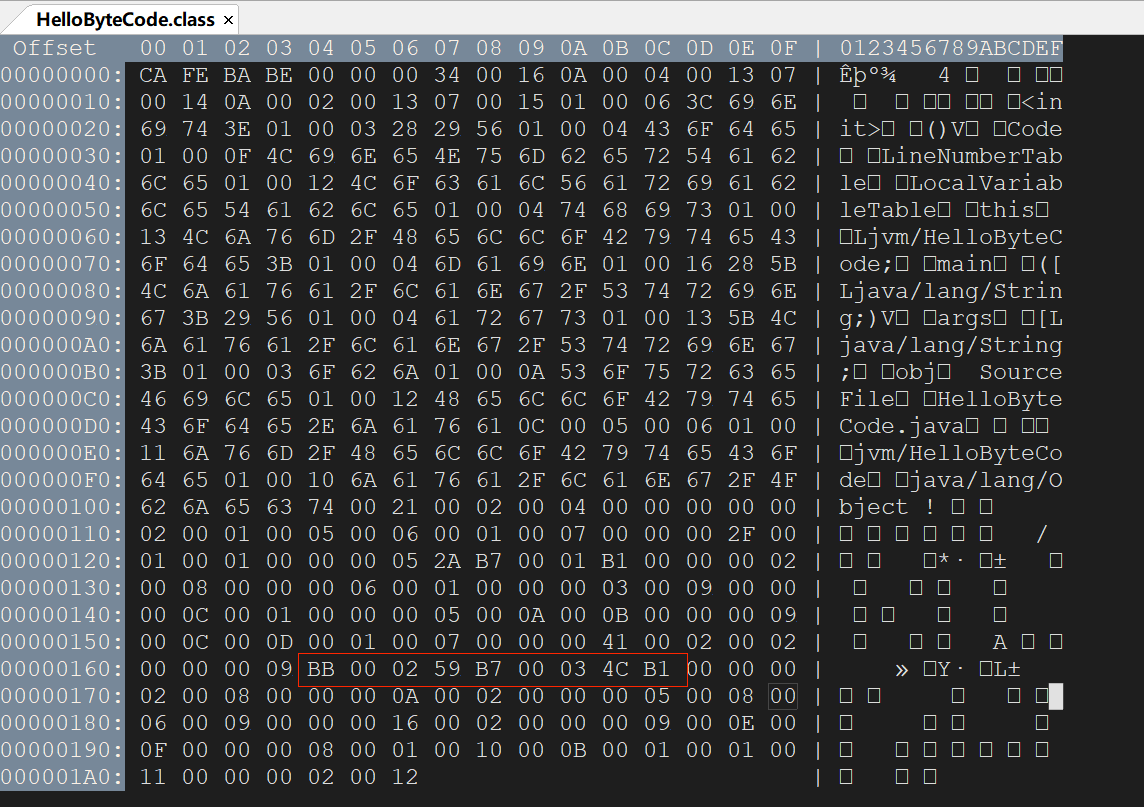 HelloByteCode.class ×
Offset 00 01 02 03 04 05 06 07 08 09 0A 0B 0C 0D 0E 0F | 0123456789ABCDEF
00000000: CA FE BA BE 00 00 00 34 00 16 0A 00 04 00 13 07 | Êþº¾ 4 □ □ □□
00000010: 00 14 0A 00 02 00 13 07 00 15 01 00 06 3C 69 6E | □ □ □□ □□ □<in
00000020: 69 74 3E 01 00 03 28 29 56 01 00 04 43 6F 64 65 | it>□ □()V□ □Code
00000030: 01 00 0F 4C 69 6E 65 4E 75 6D 62 65 72 54 61 62 | □ □LineNumberTab
00000040: 6C 65 01 00 12 4C 6F 63 61 6C 56 61 72 69 61 62 | le□ □LocalVariab
00000050: 6C 65 54 61 62 6C 65 01 00 04 74 68 69 73 01 00 | leTable□ □this□
00000060: 13 4C 6A 76 6D 2F 48 65 6C 6C 6F 42 79 74 65 43 | □Ljvm/HelloByteC
00000070: 6F 64 65 3B 01 00 04 6D 61 69 6E 01 00 16 28 5B | ode;□ □main□ □([
00000080: 4C 6A 61 76 61 2F 6C 61 6E 67 2F 53 74 72 69 6E | Ljava/lang/Strin
00000090: 67 3B 29 56 01 00 04 61 72 67 73 01 00 13 5B 4C | g;)V□ □args□ □[L
000000A0: 6A 61 76 61 2F 6C 61 6E 67 2F 53 74 72 69 6E 67 | java/lang/String
000000B0: 3B 01 00 03 6F 62 6A 01 00 0A 53 6F 75 72 63 65 | ;□ □obj□ Source
000000C0: 46 69 6C 65 01 00 12 48 65 6C 6C 6F 42 79 74 65 | File□ □HelloByte
000000D0: 43 6F 64 65 2E 6A 61 76 61 0C 00 05 00 06 01 00 | Code.java□ □ □□
000000E0: 11 6A 76 6D 2F 48 65 6C 6C 6F 42 79 74 65 43 6F | □jvm/HelloByteCo
000000F0: 64 65 01 00 10 6A 61 76 61 2F 6C 61 6E 67 2F 4F | de□ □java/lang/O
00000100: 62 6A 65 63 74 00 21 00 02 00 04 00 00 00 00 00 | bject ! □ □
00000110: 02 00 01 00 05 00 06 00 01 00 07 00 00 00 2F 00 | □ □ □ □ □ □ /
00000120: 01 00 01 00 00 00 05 2A B7 00 01 B1 00 00 00 02 | □ □ □*· □± □
00000130: 00 08 00 00 00 06 00 01 00 00 00 03 00 09 00 00 | □ □ □ □
00000140: 00 0C 00 01 00 00 00 05 00 0A 00 0B 00 00 00 09 | □ □ □ □
00000150: 00 0C 00 0D 00 01 00 07 00 00 00 41 00 02 00 02 | □ □ □ A □ □
00000160: 00 00 00 09 BB 00 02 59 B7 00 03 4C B1 00 00 00 | » □Y· □L±
00000170: 02 00 08 00 00 00 0A 00 02 00 00 00 05 00 08 00 | □ □ □ □ □
00000180: 06 00 09 00 00 00 16 00 02 00 00 00 09 00 0E 00 | □ □ □ □
00000190: 0F 00 00 00 08 00 01 00 10 00 0B 00 01 00 01 00 | □ □ □ □ □ □ □
000001A0: 11 00 00 00 02 00 12 | □ □ □